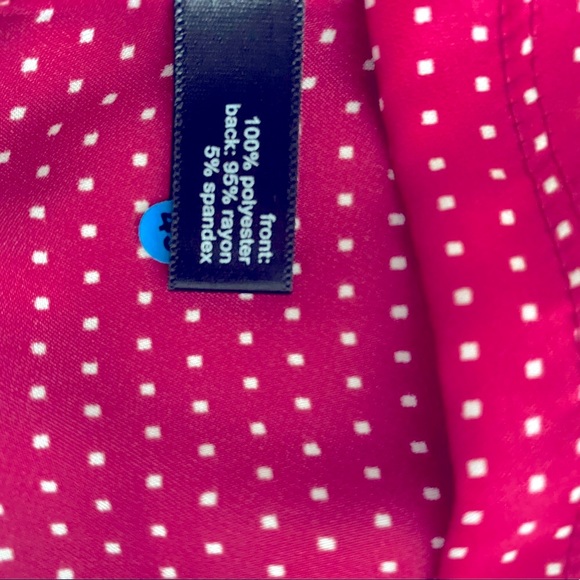 front:
100% polyester
back: 95% rayon
5% spandex